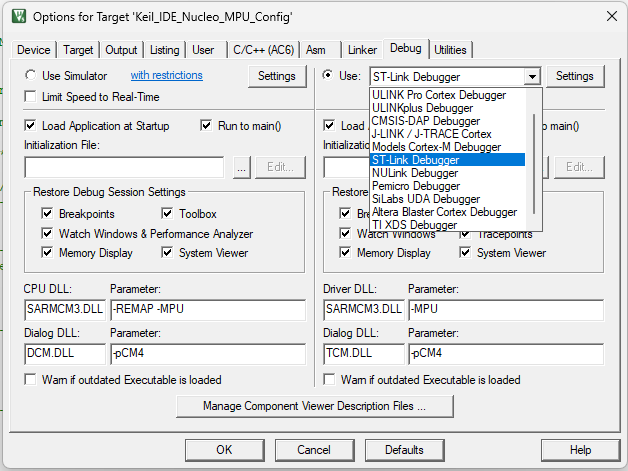 Options for Target 'Keil_IDE_Nucleo_MPU_Config'
Device Target Output Listing User C/C++ (AC6) Asm Linker Debug Utilities
Use Simulator with restrictions Settings
Limit Speed to Real-Time
Use: ST-Link Debugger Settings
ULINK Pro Cortex Debugger
ULINKplus Debugger
CMSIS-DAP Debugger
J-LINK / J-TRACE Cortex
Models Cortex-M Debugger
ST-Link Debugger
NULink Debugger
Pemicro Debugger
SiLabs UDA Debugger
Altera Blaster Cortex Debugger
TI XDS Debugger
Load Application at Startup Run to main()
Initialization File:
... Edit...
Restore Debug Session Settings
Breakpoints Toolbox
Watch Windows & Performance Analyzer
Memory Display System Viewer
CPU DLL: Parameter:
SARMCM3.DLL -REMAP -MPU
Dialog DLL: Parameter:
DCM.DLL -pCM4
Warn if outdated Executable is loaded
Load to main()
Initializatio
... Edit...
Resto
Bre
Watch Windows Tracepoints
Memory Display System Viewer
Driver DLL: Parameter:
SARMCM3.DLL -MPU
Dialog DLL: Parameter:
TCM.DLL -pCM4
Warn if outdated Executable is loaded
Manage Component Viewer Description Files ...
OK Cancel Defaults Help